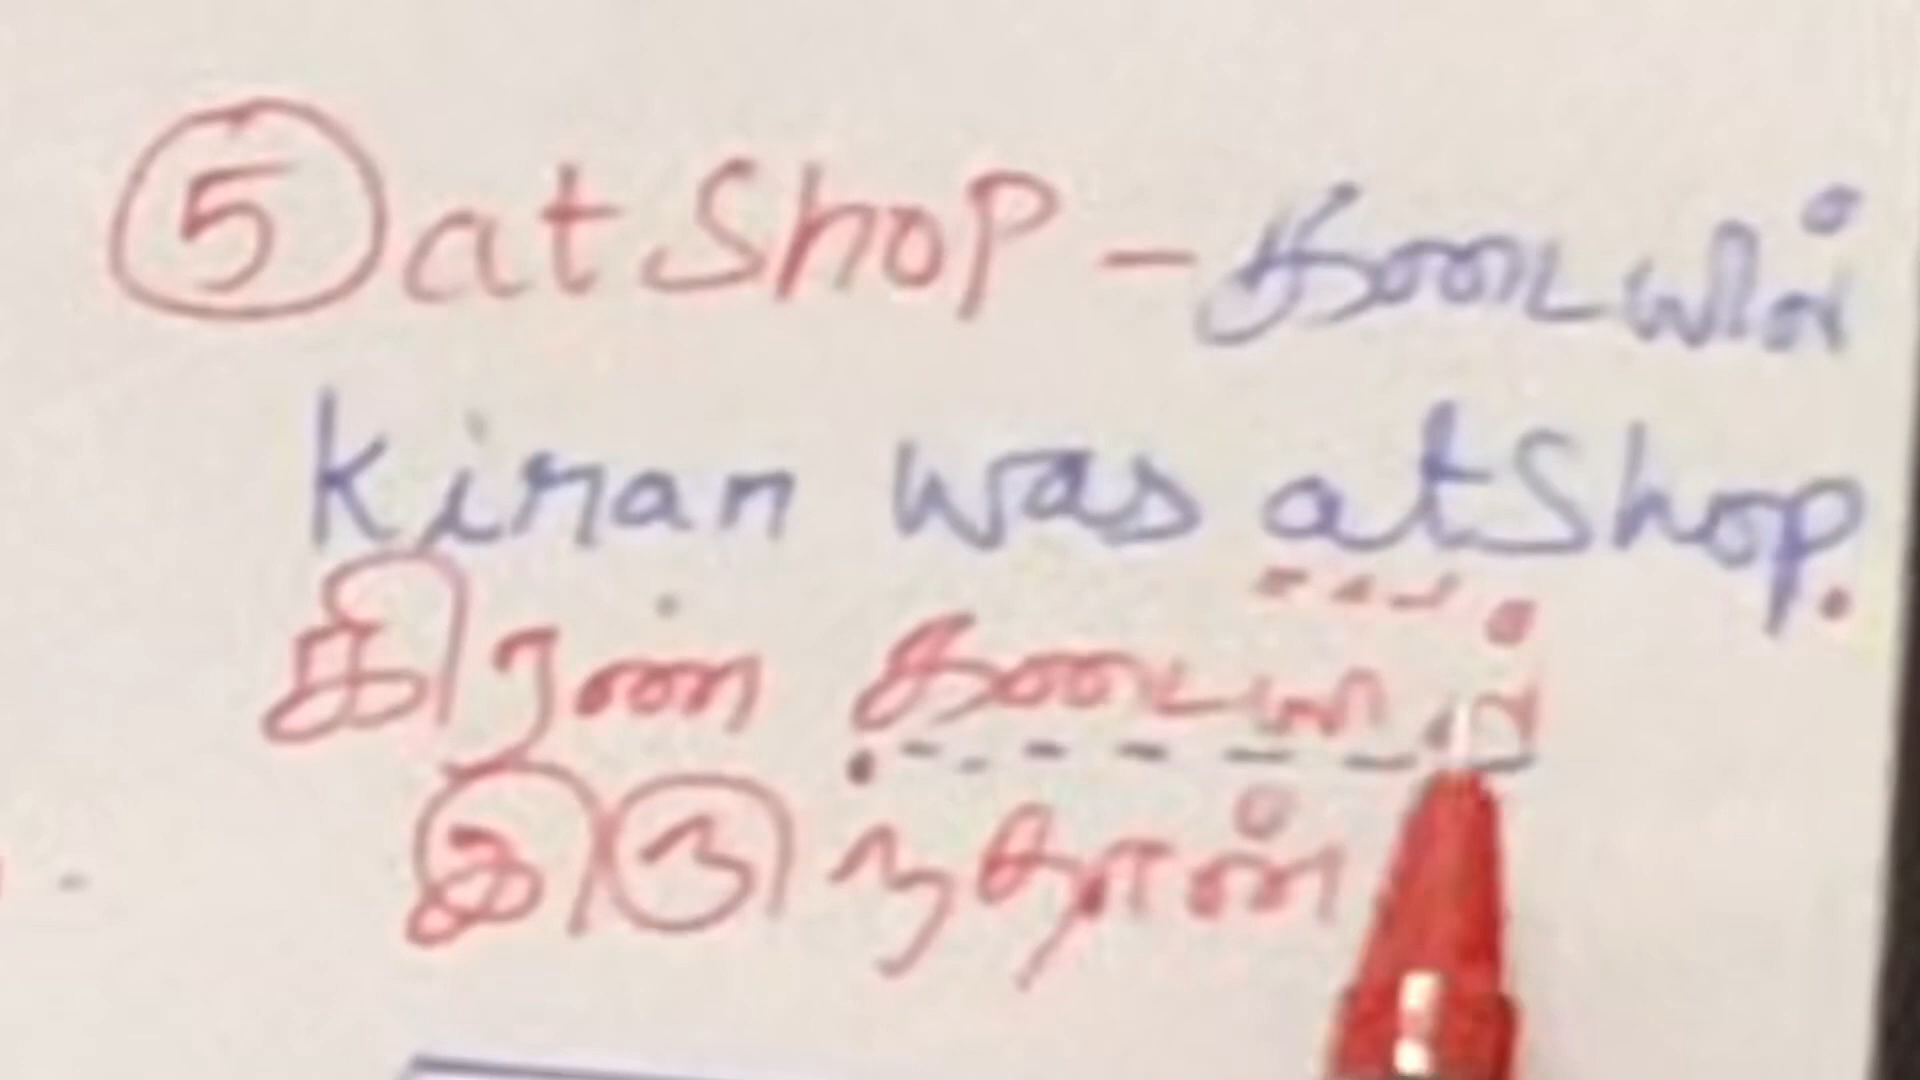 5 at Shop - கடையில்
Kiran was at Shop.
கிரண் கடையில்
இருந்தான்